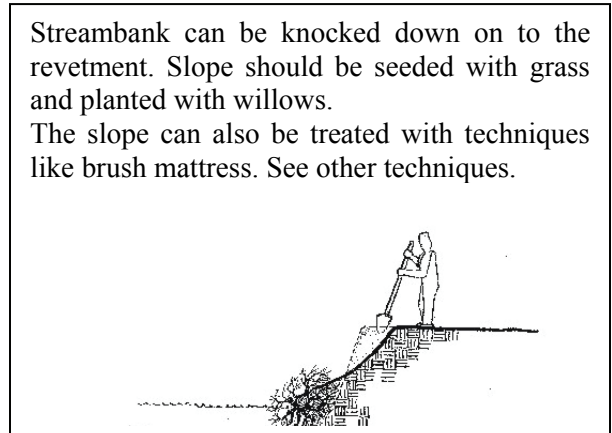 Streambank can be knocked down on to the
revetment. Slope should be seeded with grass
and planted with willows.
The slope can also be treated with techniques
like brush mattress. See other techniques.